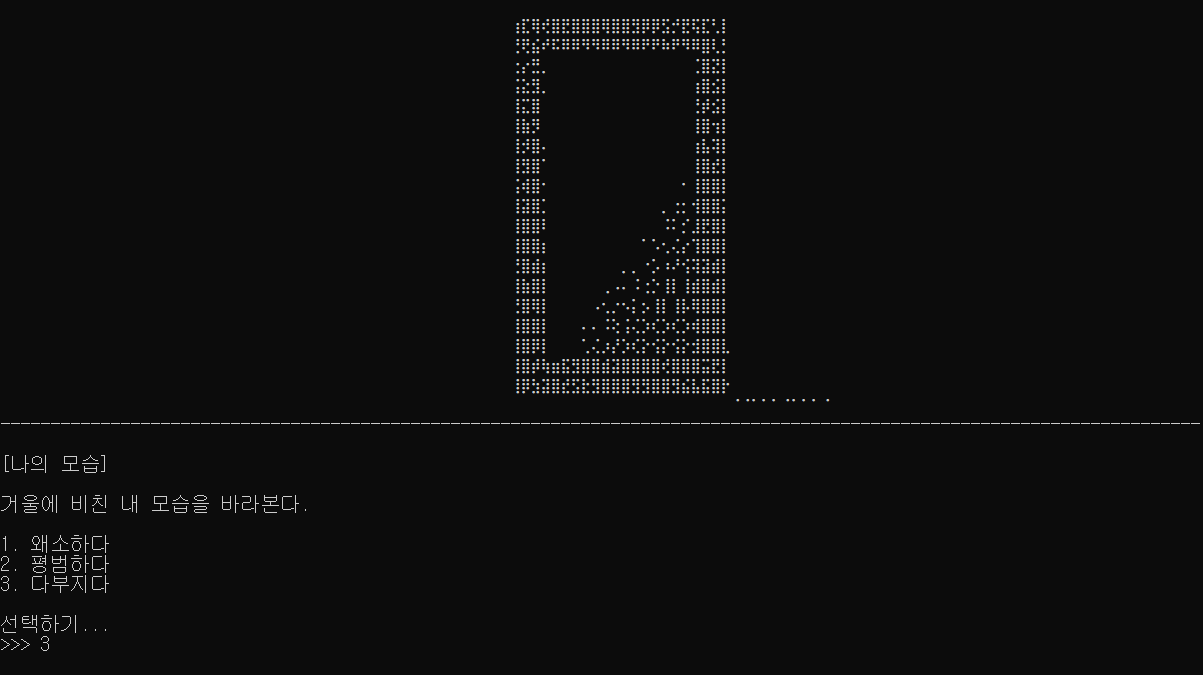 [나의 모습]
거울에 비친 내 모습을 바라본다.
1. 왜소하다
2. 평범하다
3. 다부지다
선택하기...
>>> 3